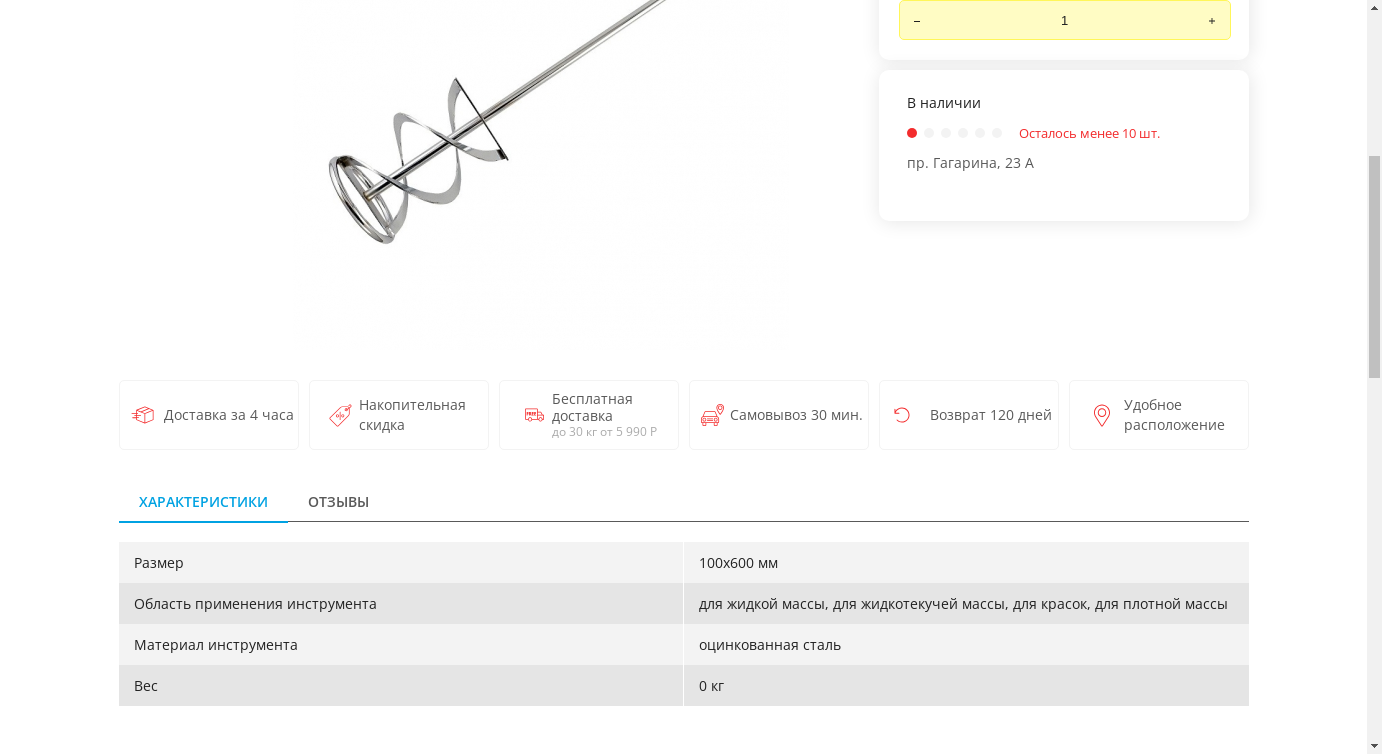 − 1 +
В наличии
Осталось менее 10 шт.
пр. Гагарина, 23 А
Доставка за 4 часа
Накопительная
скидка
FREE
Бесплатная
доставка
до 30 кг от 5 990 Р
Самовывоз 30 мин.
Возврат 120 дней
Удобное
расположение
ХАРАКТЕРИСТИКИ ОТЗЫВЫ
Размер 100х600 мм
Область применения инструмента для жидкой массы, для жидкотекучей массы, для красок, для плотной массы
Материал инструмента оцинкованная сталь
Вес 0 кг